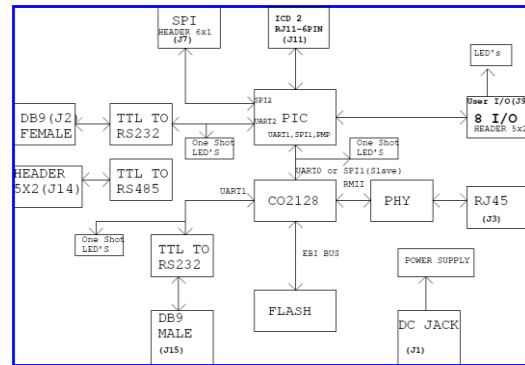 SPI
HEADER 6x1
(J7)
ICD 2
RJ11-6PIN
(J11)
LED's
User I/O(J9
8 I/O
HEADER 5x2
DB9(J2
FEMALE
TTL TO
RS232
SPI2
UART2
PIC
UART1,SPI1,PMP
One Shot
LED'S
One Shot
LED'S
HEADER
5X2(J14)
TTL TO
RS485
UART0 or SPI1(Slave)
RMII
UART1
CO2128
PHY
RJ45
(J3)
One Shot
LED'S
TTL TO
RS232
EBI BUS
POWER SUPPLY
DB9
MALE
(J15)
FLASH
DC JACK
(J1)